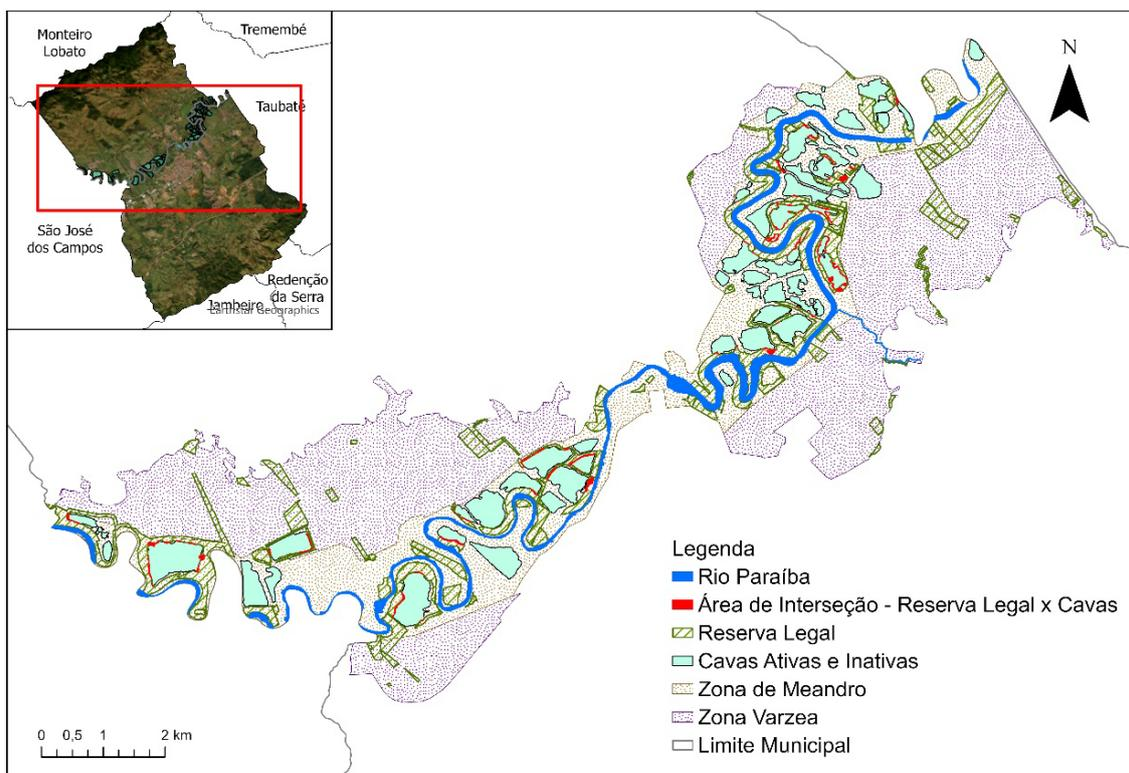 Monteiro
Lobato
Tremembé
Taubaté
São José
dos Campos
Redenção
da Serra
Jambeiro
Earthstar Geographics
N
Legenda
Rio Paraíba
Área de Interseção - Reserva Legal x Cavas
Reserva Legal
Cavas Ativas e Inativas
Zona de Meandro
Zona Varzea
Limite Municipal
0 0,5 1 2 km